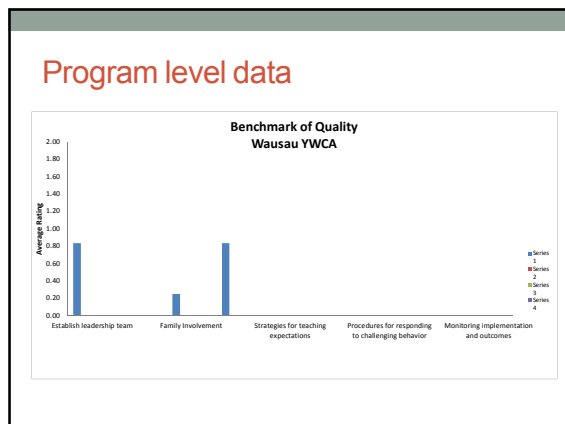 Program level data
Benchmark of Quality
Wausau YWCA
2.00
1.80
1.60
1.40
1.20
1.00
0.80
0.60
0.40
0.20
0.00
Average Rating
Establish leadership team
Family Involvement
Strategies for teaching
expectations
Procedures for responding
to challenging behavior
Monitoring implementation
and outcomes
Series
1
Series
2
Series
3
Series
4